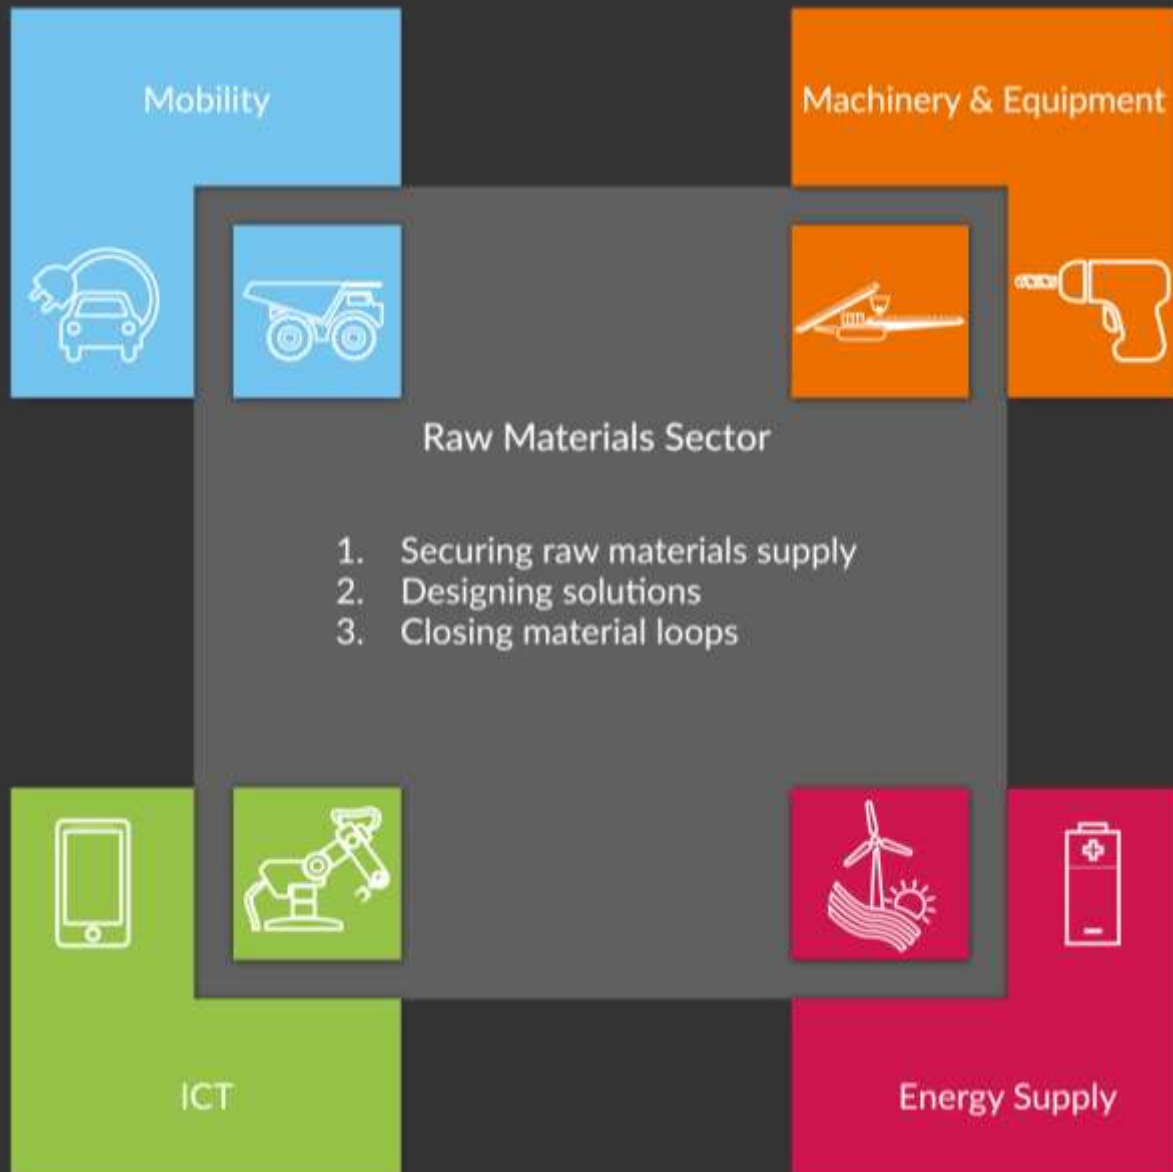 Mobility
Machinery & Equipment
Raw Materials Sector
1. Securing raw materials supply
2. Designing solutions
3. Closing material loops
ICT
Energy Supply